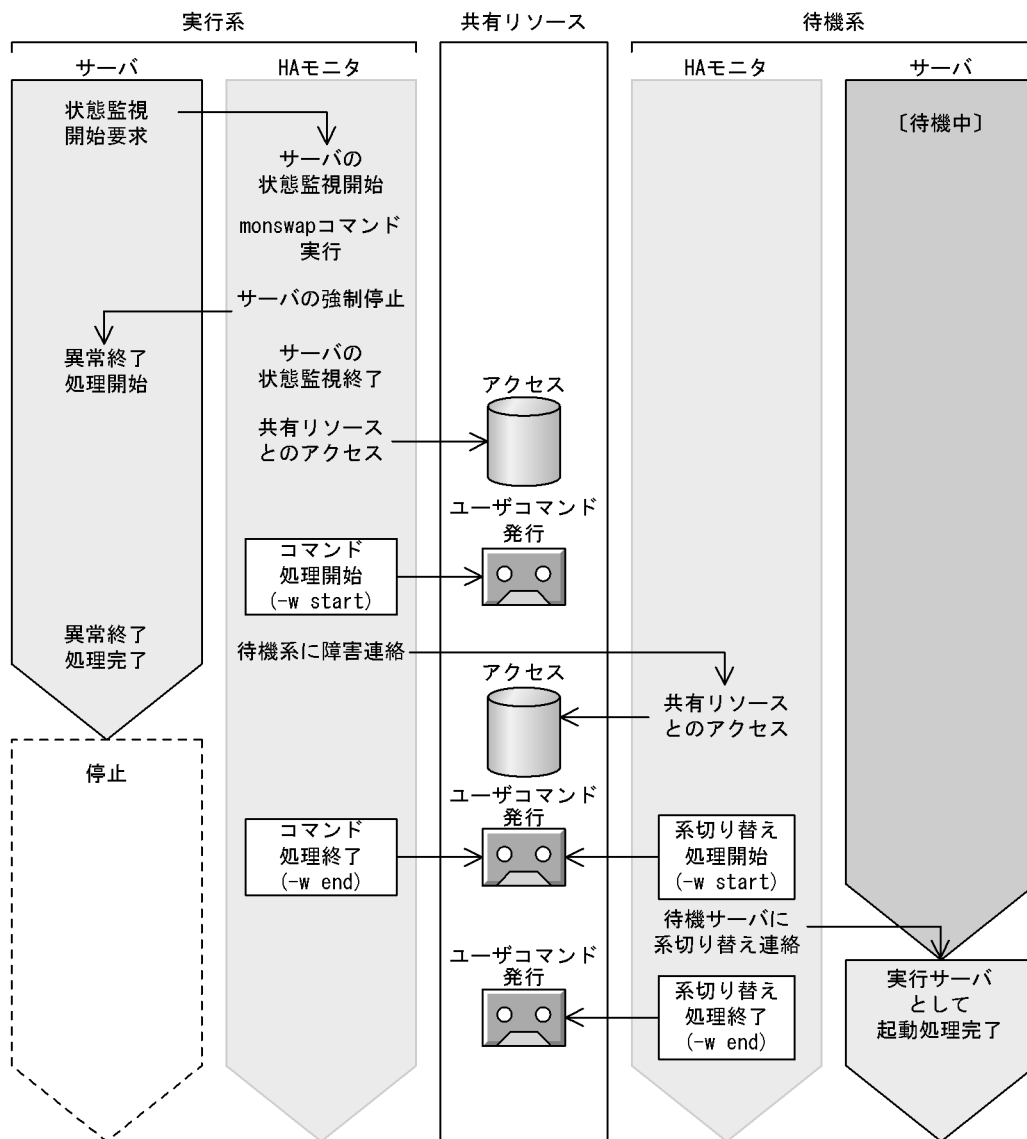 実行系
共有リソース
待機系
サーバ
HAモニタ
HAモニタ
サーバ
状態監視
開始要求
〔待機中〕
サーバの
状態監視開始
monswapコマンド
実行
サーバの強制停止
異常終了
処理開始
サーバの
状態監視終了
アクセス
共有リソース
とのアクセス
ユーザコマンド
発行
コマンド
処理開始
(-w start)
異常終了
処理完了
待機系に障害連絡
アクセス
共有リソース
とのアクセス
停止
ユーザコマンド
発行
コマンド
処理終了
(-w end)
系切り替え
処理開始
(-w start)
待機サーバに
系切り替え連絡
ユーザコマンド
発行
系切り替え
処理終了
(-w end)
実行サーバ
として
起動処理完了